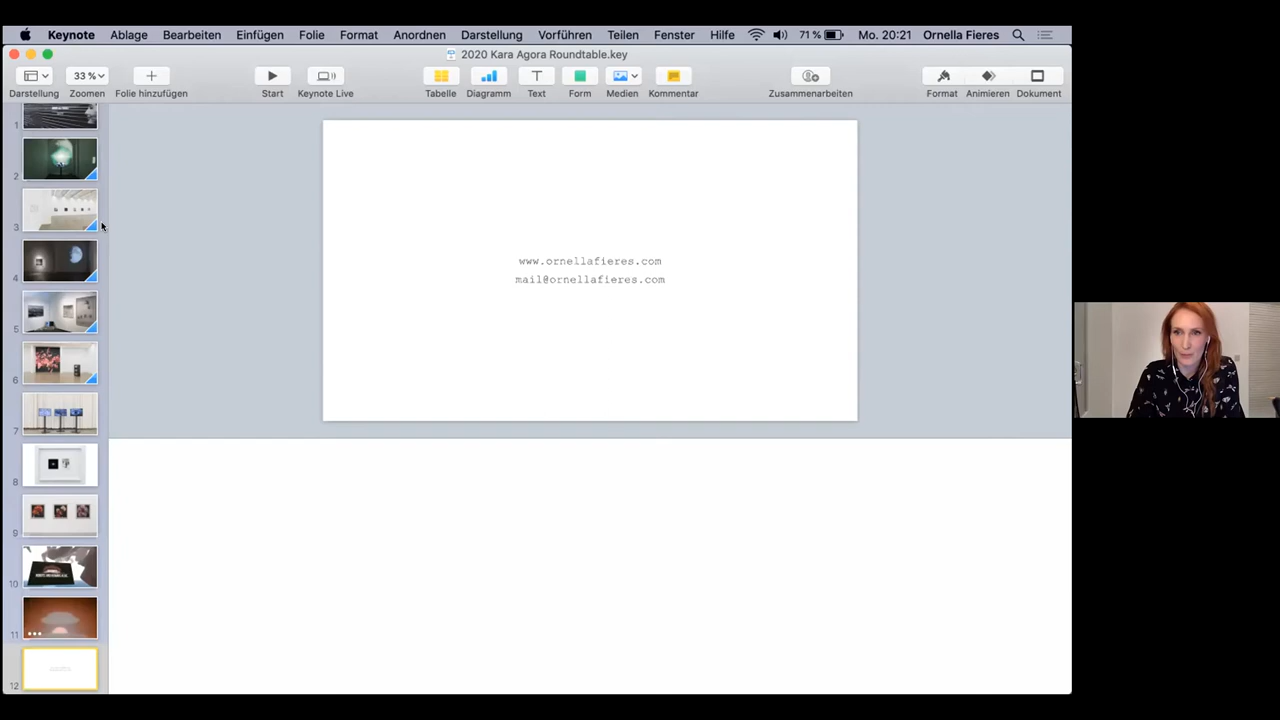 Keynote Ablage Bearbeiten Einfügen Folie Format Anordnen Darstellung Vorführen Teilen Fenster Hilfe 71 % Mo. 20:21 Ornella Fieres
2020 Kara Agora Roundtable.key
33 %
Darstellung Zoomen Folie hinzufügen Start Keynote Live Tabelle Diagramm Text Form Medien Kommentar Zusammenarbeiten Format Animieren Dokument
1
2
3
4
5
6
7
8
9
10
11
12
www.ornellafieres.com
mail@ornellafieres.com